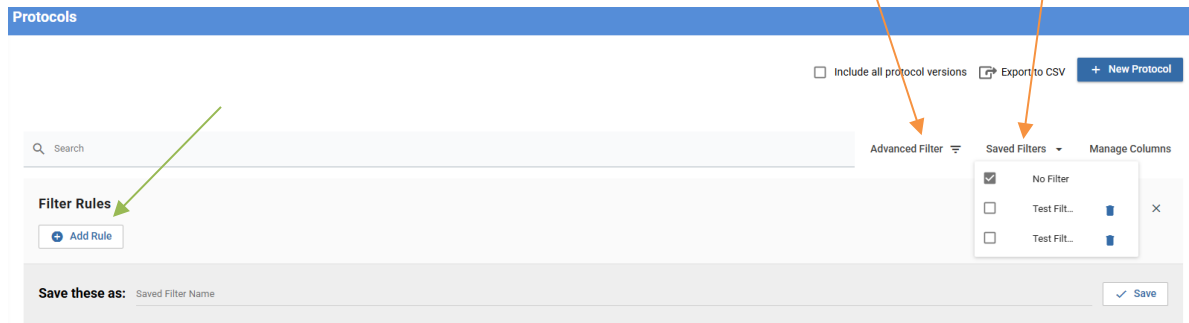 Protocols
Include all protocol versions Export to CSV + New Protocol
Search Advanced Filter Saved Filters Manage Columns
No Filter
Filter Rules Test Filt...
Add Rule Test Filt...
Save these as: Saved Filter Name Save